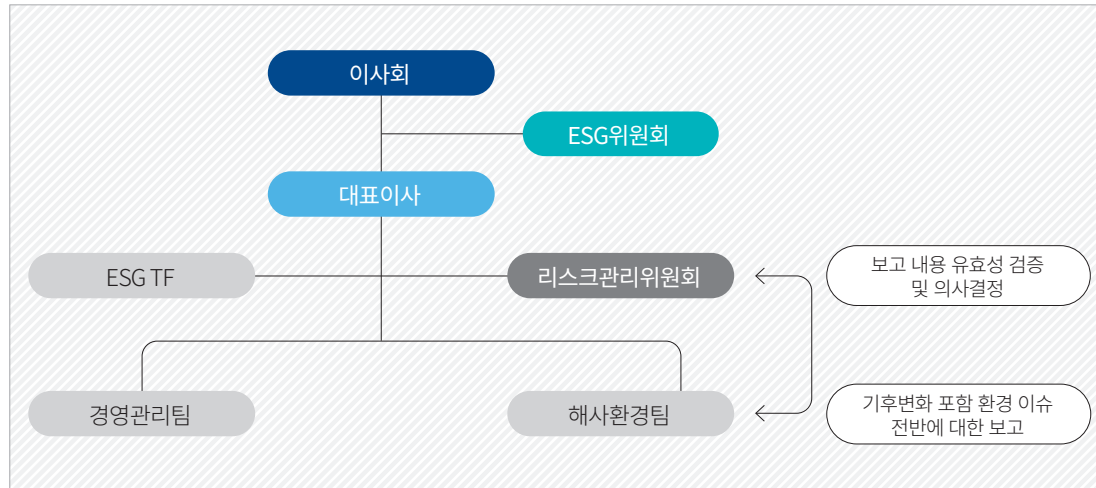 이사회
ESG위원회
대표이사
ESG TF
리스크관리위원회
보고 내용 유효성 검증
및 의사결정
경영관리팀
해사환경팀
기후변화 포함 환경 이슈
전반에 대한 보고